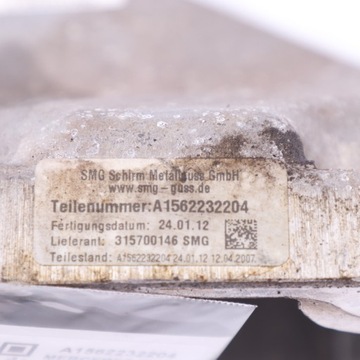 SMG Schirm Metallguss GmbH
www.smg-guss.de
Teilenummer:A1562232204
Fertigungsdatum: 24.01.12
Lieferant: 315700146 SMG
Teilestand: A1562232204 24.01.12 12.04.2007
A1562232204